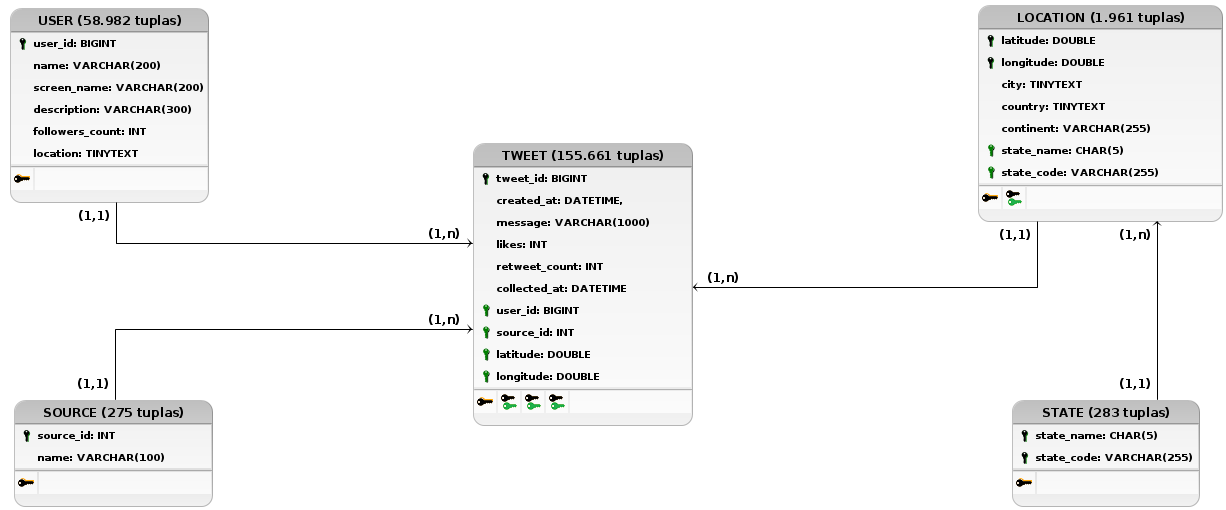 USER (58.982 tuplas)
user_id: BIGINT
name: VARCHAR(200)
screen_name: VARCHAR(200)
description: VARCHAR(300)
followers_count: INT
location: TINYTEXT
(1,1)
(1,n)
LOCATION (1.961 tuplas)
latitude: DOUBLE
longitude: DOUBLE
city: TINYTEXT
country: TINYTEXT
continent: VARCHAR(255)
state_name: CHAR(5)
state_code: VARCHAR(255)
(1,1)
(1,n)
TWEET (155.661 tuplas)
tweet_id: BIGINT
created_at: DATETIME,
message: VARCHAR(1000)
likes: INT
retweet_count: INT
collected_at: DATETIME
user_id: BIGINT
source_id: INT
latitude: DOUBLE
longitude: DOUBLE
(1,n)
(1,n)
(1,1)
(1,1)
SOURCE (275 tuplas)
source_id: INT
name: VARCHAR(100)
STATE (283 tuplas)
state_name: CHAR(5)
state_code: VARCHAR(255)